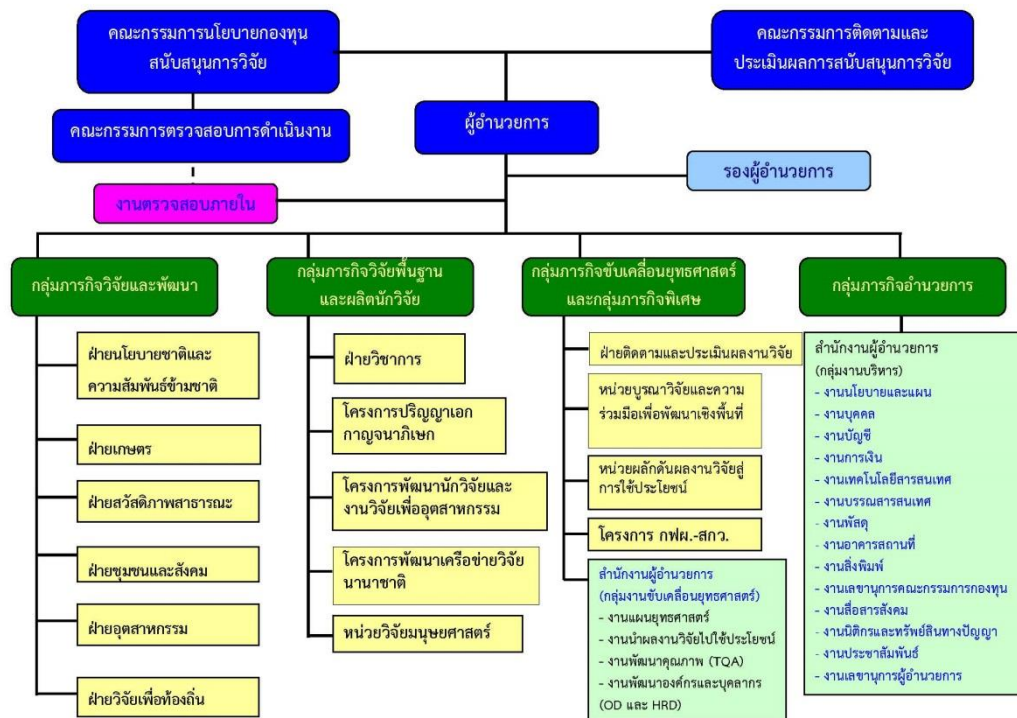 คณะกรรมการนโยบายกองทุน
สนับสนุนการวิจัย
คณะกรรมการติดตามและ
ประเมินผลการสนับสนุนการวิจัย
คณะกรรมการตรวจสอบการดำเนินงาน
ผู้อำนวยการ
รองผู้อำนวยการ
งานตรวจสอบภายใน
กลุ่มภารกิจวิจัยและพัฒนา
ฝ่ายนโยบายชาติและ
ความสัมพันธ์ข้ามชาติ
ฝ่ายเกษตร
ฝ่ายสวัสดิภาพสาธารณะ
ฝ่ายชุมชนและสังคม
ฝ่ายอุตสาหกรรม
ฝ่ายวิจัยเพื่อท้องถิ่น
กลุ่มภารกิจวิจัยพื้นฐาน
และผลิตนักวิจัย
ฝ่ายวิชาการ
โครงการปริญญาเอก
กาญจนาภิเษก
โครงการพัฒนานักวิจัยและ
งานวิจัยเพื่ออุตสาหกรรม
โครงการพัฒนาเครือข่ายวิจัย
นานาชาติ
หน่วยวิจัยมนุษยศาสตร์
กลุ่มภารกิจขับเคลื่อนยุทธศาสตร์
และกลุ่มภารกิจพิเศษ
ฝ่ายติดตามและประเมินผลงานวิจัย
หน่วยบูรณาวิจัยและความ
ร่วมมือเพื่อพัฒนาเชิงพื้นที่
หน่วยผลักดันผลงานวิจัยสู่
การใช้ประโยชน์
โครงการ กฟผ.-สกว.
สำนักงานผู้อำนวยการ
(กลุ่มงานขับเคลื่อนยุทธศาสตร์)
- งานแผนยุทธศาสตร์
- งานนำผลงานวิจัยไปใช้ประโยชน์
- งานพัฒนาคุณภาพ (TQA)
- งานพัฒนาองค์กรและบุคลากร
(OD และ HRD)
กลุ่มภารกิจอำนวยการ
สำนักงานผู้อำนวยการ
(กลุ่มงานบริหาร)
- งานนโยบายและแผน
- งานบุคคล
- งานบัญชี
- งานการเงิน
- งานเทคโนโลยีสารสนเทศ
- งานบรรณสารสนเทศ
- งานพัสดุ
- งานอาคารสถานที่
- งานสิ่งพิมพ์
- งานเลขานุการคณะกรรมการกองทุน
- งานสื่อสารสังคม
- งานนิติกรและทรัพย์สินทางปัญญา
- งานประชาสัมพันธ์
- งานเลขานุการผู้อำนวยการ